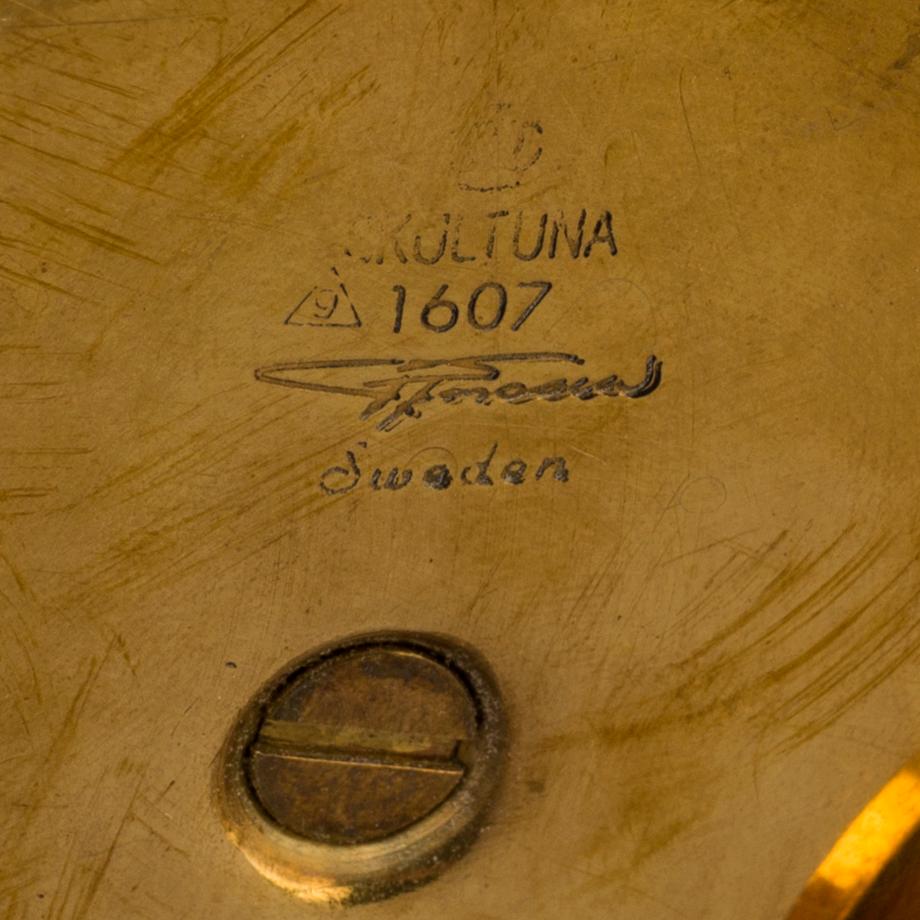 SKULTUNA
9 1607
Sweden